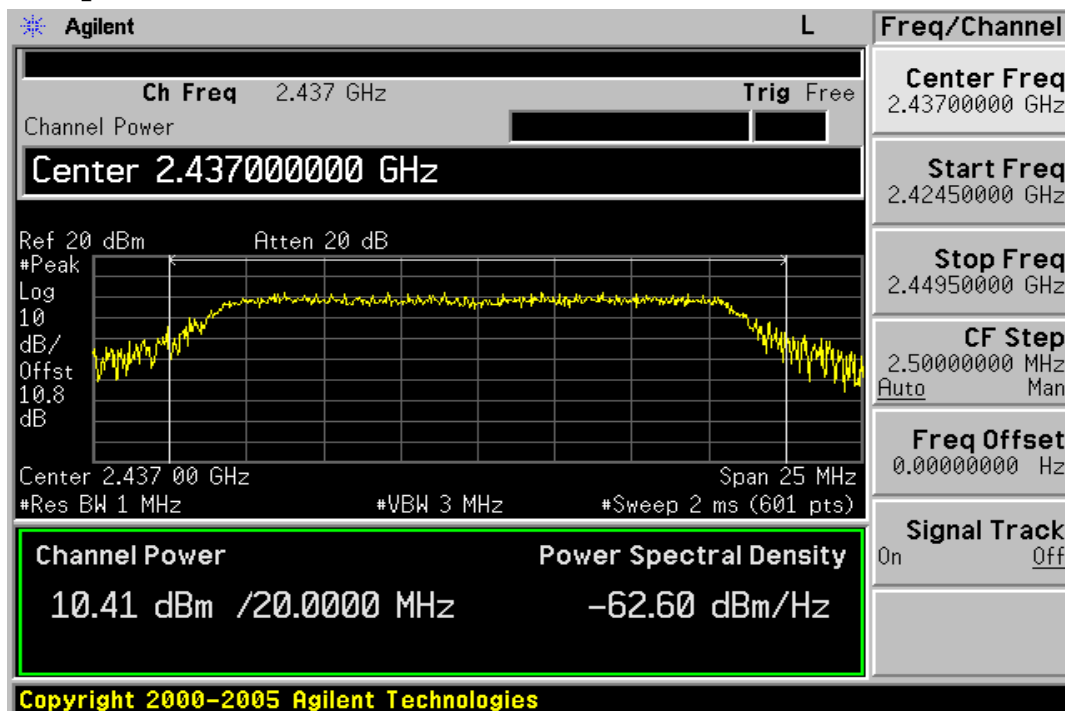 Agilent
L
Freq/Channel
Ch Freq 2.437 GHz
Trig Free
Channel Power
Center 2.437000000 GHz
Ref 20 dBm
Atten 20 dB
#Peak
Log
10
dB/
Offst
10.8
dB
Center 2.437 00 GHz
Span 25 MHz
#Res BW 1 MHz
#VBW 3 MHz
#Sweep 2 ms (601 pts)
Channel Power
Power Spectral Density
10.41 dBm /20.0000 MHz
-62.60 dBm/Hz
Copyright 2000-2005 Agilent Technologies
Center Freq
2.43700000 GHz
Start Freq
2.42450000 GHz
Stop Freq
2.44950000 GHz
CF Step
2.50000000 MHz
Auto Man
Freq Offset
0.00000000 Hz
Signal Track
On Off